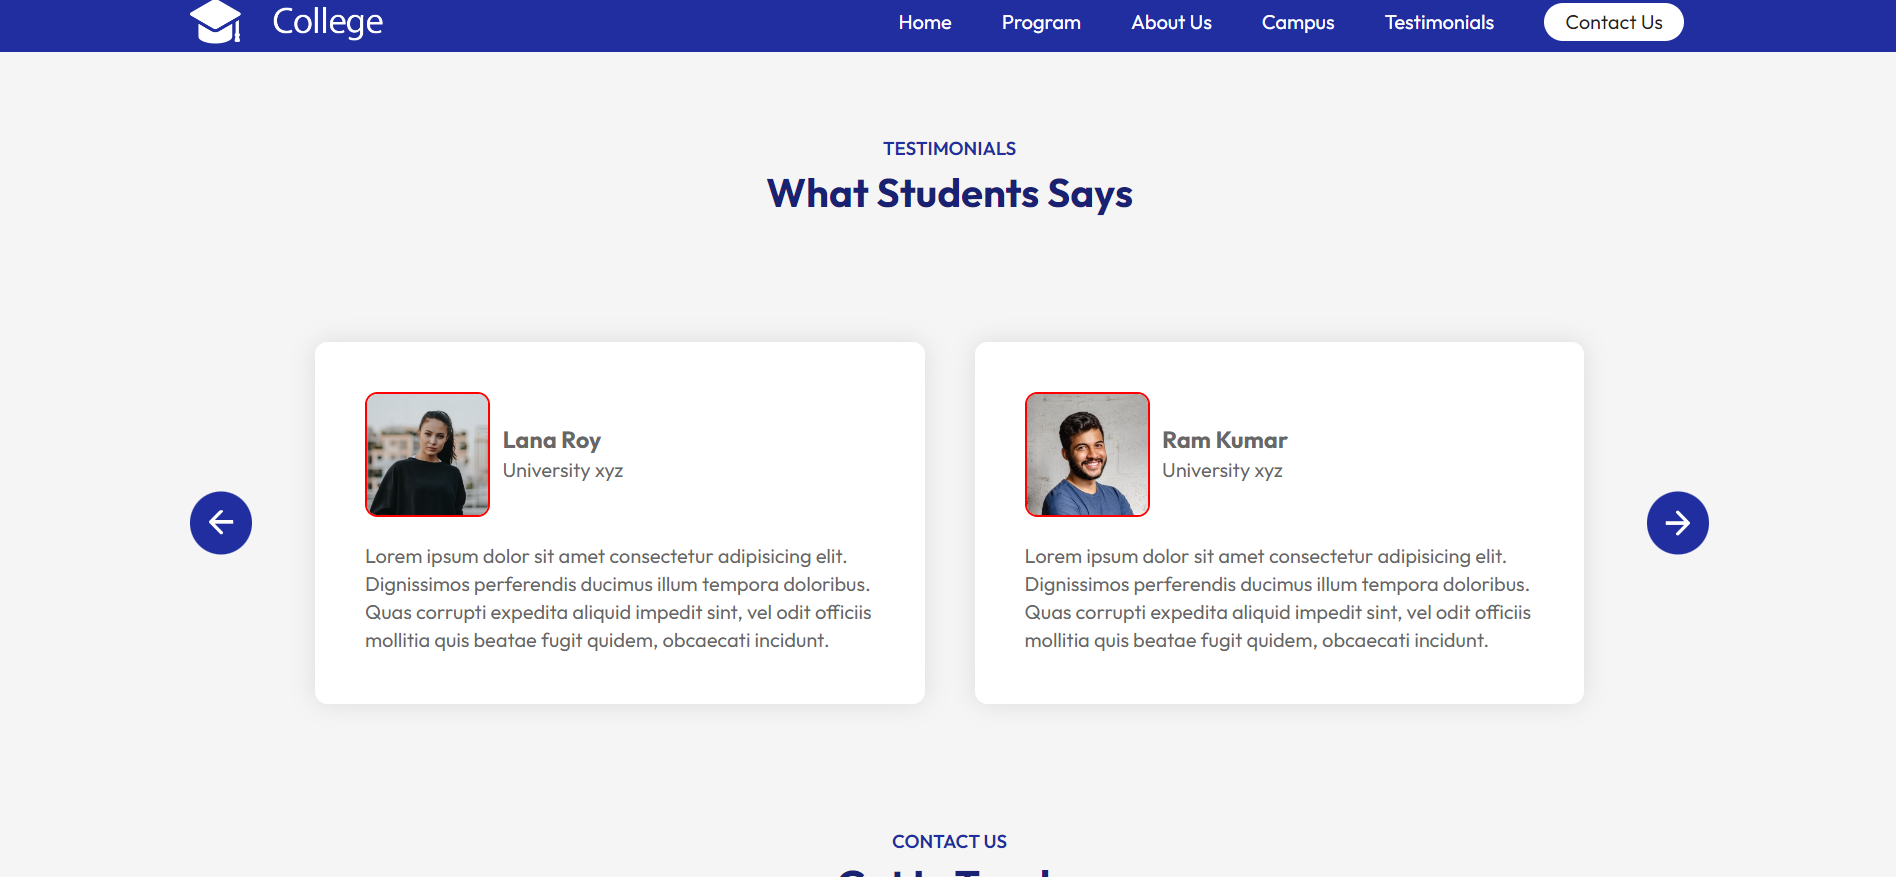 College
Home
Program
About Us
Campus
Testimonials
Contact Us
TESTIMONIALS
What Students Says
Lana Roy
University xyz
Lorem ipsum dolor sit amet consectetur adipisicing elit.
Dignissimos perferendis ducimus illum tempora doloribus.
Quas corrupti expedita aliquid impedit sint, vel odit officiis
mollitia quis beatae fugit quidem, obcaecati incidunt.
Ram Kumar
University xyz
Lorem ipsum dolor sit amet consectetur adipisicing elit.
Dignissimos perferendis ducimus illum tempora doloribus.
Quas corrupti expedita aliquid impedit sint, vel odit officiis
mollitia quis beatae fugit quidem, obcaecati incidunt.
CONTACT US